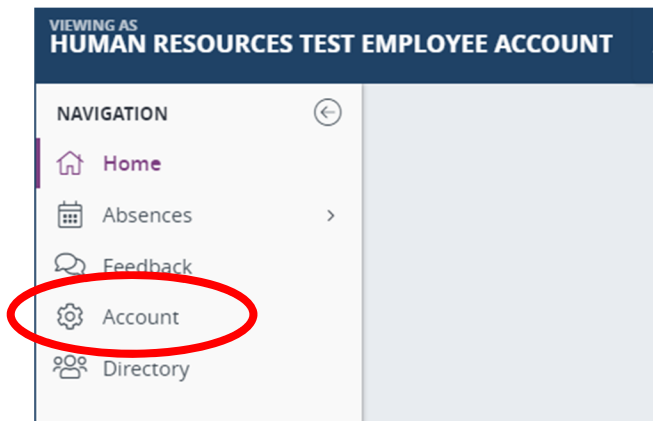 VIEWING AS
HUMAN RESOURCES TEST EMPLOYEE ACCOUNT
NAVIGATION
Home
Absences
Feedback
Account
Directory